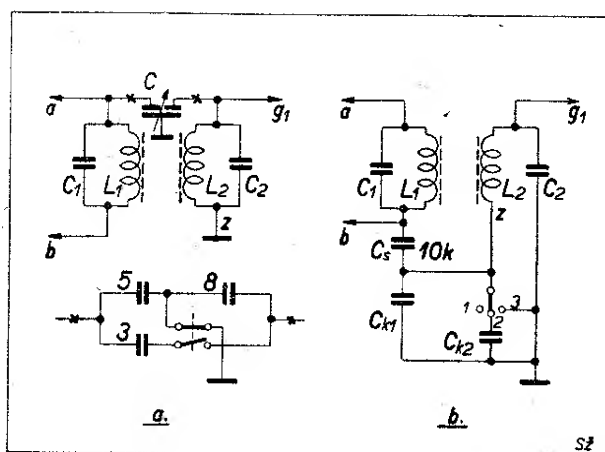 a C g₁
C₁ L₁ L₂ C₂
b z
5 8
3
a.
a g₁
C₁ L₁ L₂ C₂
z
b
Cₛ 10k
1 3
2
Cₖ₁ Cₖ₂
b.
sž